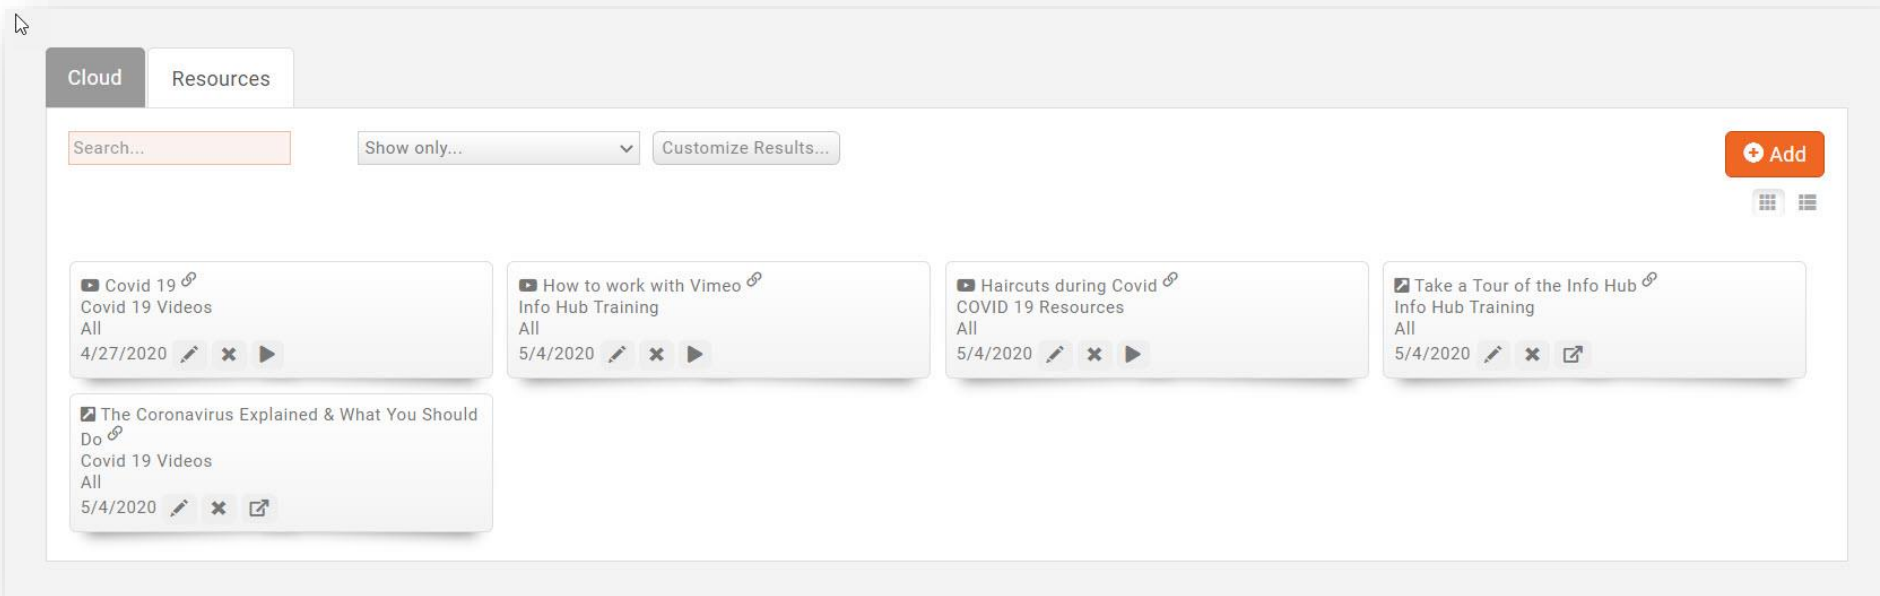 Cloud
Resources
Search...
Show only...
Customize Results...
Add
Covid 19
Covid 19 Videos
All
4/27/2020
How to work with Vimeo
Info Hub Training
All
5/4/2020
Haircuts during Covid
COVID 19 Resources
All
5/4/2020
Take a Tour of the Info Hub
Info Hub Training
All
5/4/2020
The Coronavirus Explained & What You Should
Do
Covid 19 Videos
All
5/4/2020